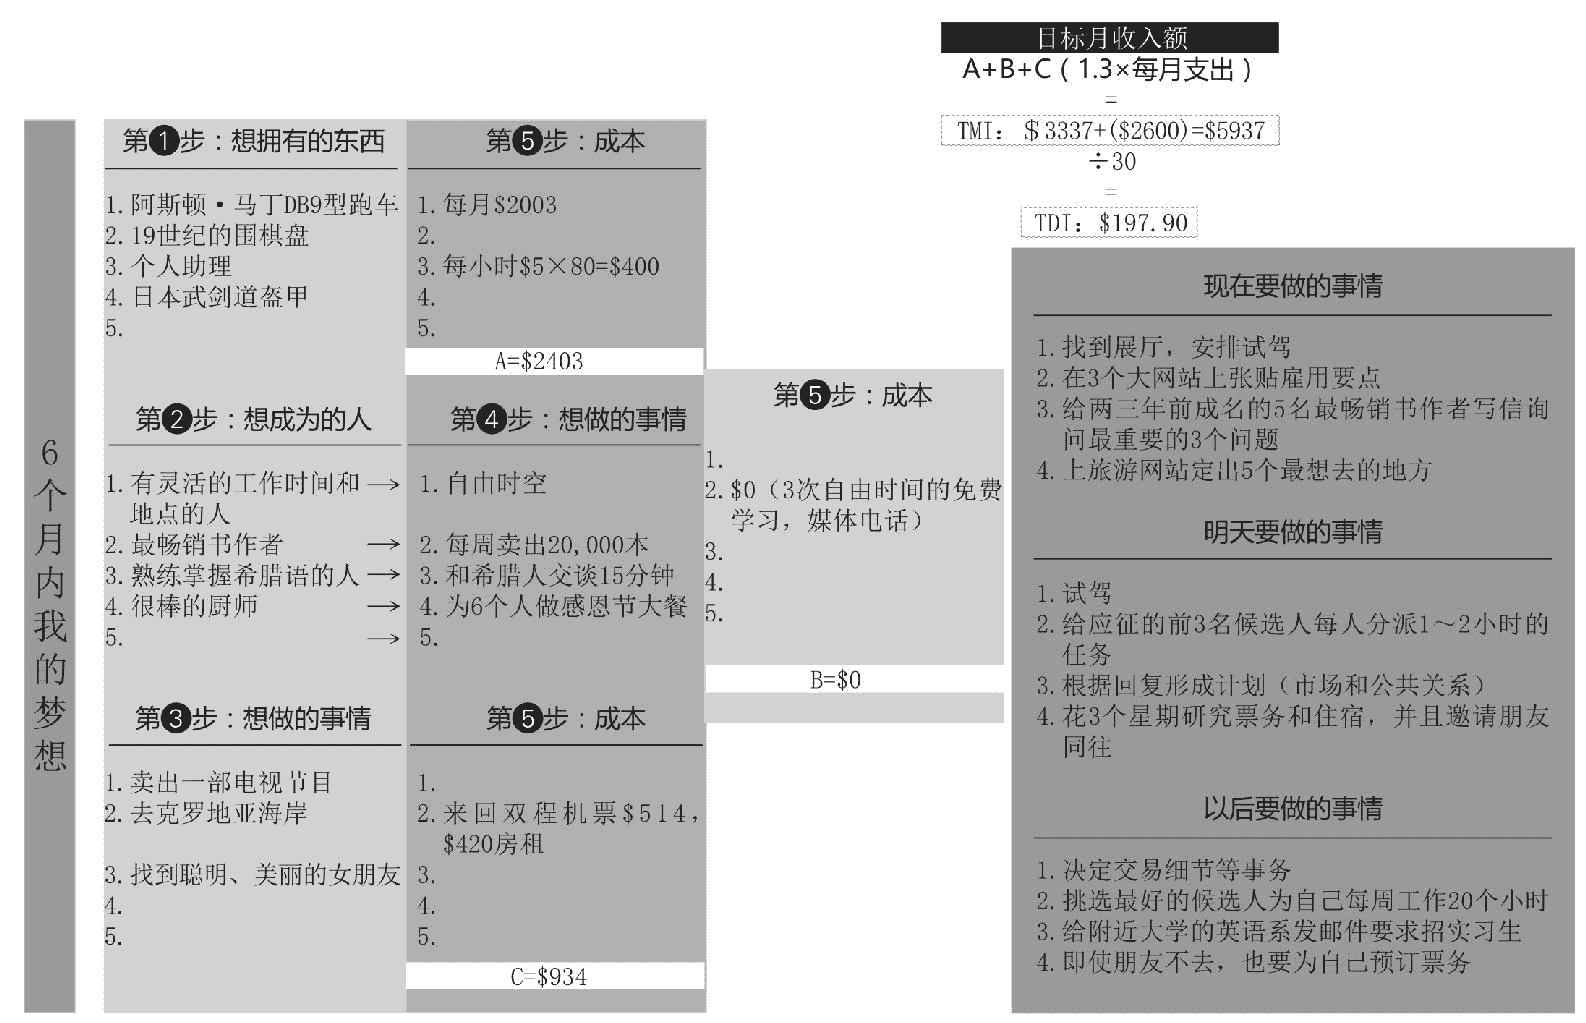 目标月收入额
A+B+C（1.3×每月支出）
=
TMI：＄3337+($2600)=$5937
÷30
=
TDI：$197.90
6个月内我的梦想
第1步：想拥有的东西
1. 阿斯顿·马丁DB9型跑车
2. 19世纪的围棋盘
3. 个人助理
4. 日本武剑道盔甲
5.
第5步：成本
1. 每月$2003
2.
3. 每小时$5×80=$400
4.
5.
A=$2403
第2步：想成为的人
1. 有灵活的工作时间和→
地点的人
2. 最畅销书作者 →
3. 熟练掌握希腊语的人→
4. 很棒的厨师 →
5. →
第4步：想做的事情
1. 自由时空
2. 每周卖出20,000本
3. 和希腊人交谈15分钟
4. 为6个人做感恩节大餐
5.
第5步：成本
1.
2. $0（3次自由时间的免费
学习，媒体电话）
3.
4.
5.
B=$0
第3步：想做的事情
1. 卖出一部电视节目
2. 去克罗地亚海岸
3. 找到聪明、美丽的女朋友
4.
5.
第5步：成本
1.
2. 来回双程机票$514，
$420房租
3.
4.
5.
C=$934
现在要做的事情
1. 找到展厅，安排试驾
2. 在3个大网站上张贴雇用要点
3. 给两三年前成名的5名最畅销书作者写信询
问最重要的3个问题
4. 上旅游网站定出5个最想去的地方
明天要做的事情
1. 试驾
2. 给应征的前3名候选人每人分派1～2小时的
任务
3. 根据回复形成计划（市场和公共关系）
4. 花3个星期研究票务和住宿，并且邀请朋友
同往
以后要做的事情
1. 决定交易细节等事务
2. 挑选最好的候选人为自己每周工作20个小时
3. 给附近大学的英语系发邮件要求招实习生
4. 即使朋友不去，也要为自己预订票务